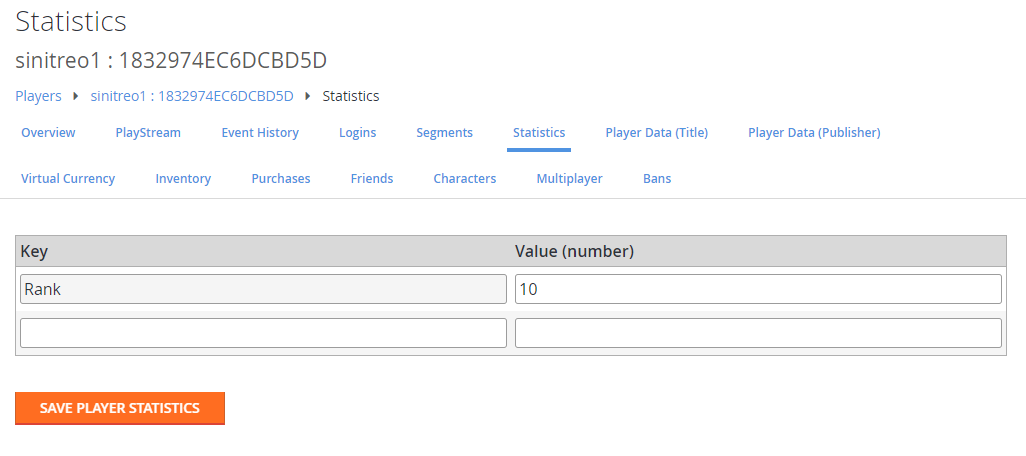 Statistics
sinitreo1 : 1832974EC6DCBD5D
Players sinitreo1 : 1832974EC6DCBD5D Statistics
Overview PlayStream Event History Logins Segments Statistics Player Data (Title) Player Data (Publisher)
Virtual Currency Inventory Purchases Friends Characters Multiplayer Bans
Key Value (number)
Rank 10
SAVE PLAYER STATISTICS